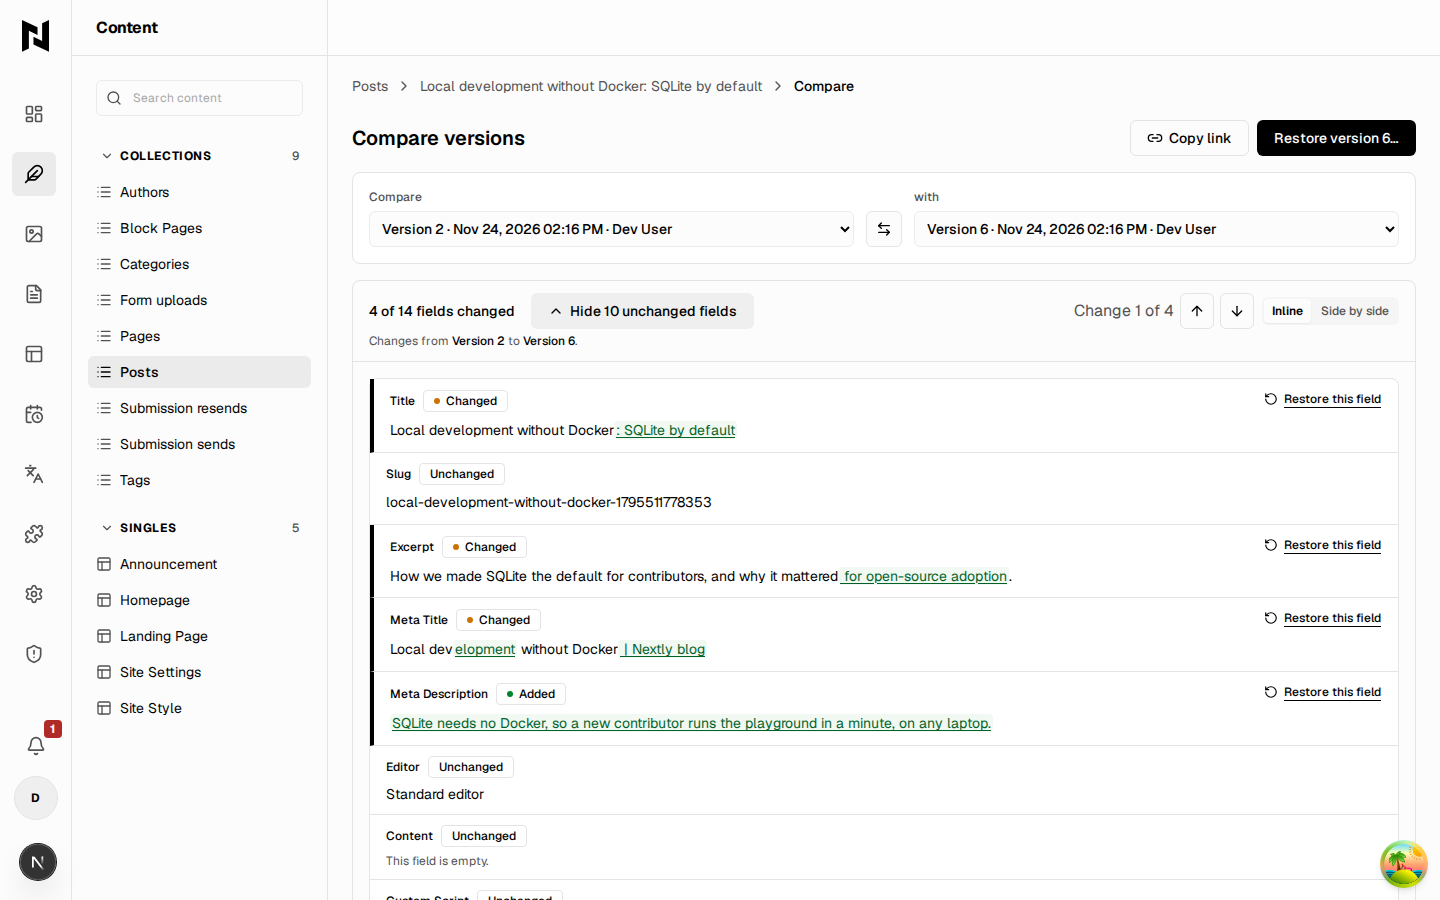 Content
Search content
COLLECTIONS 9
Authors
Block Pages
Categories
Form uploads
Pages
Posts
Submission resends
Submission sends
Tags
SINGLES 5
Announcement
Homepage
Landing Page
Site Settings
Site Style
1
D
N
Posts > Local development without Docker: SQLite by default > Compare
Compare versions
Copy link
Restore version 6…
Compare
with
Version 2 · Nov 24, 2026 02:16 PM · Dev User
Version 6 · Nov 24, 2026 02:16 PM · Dev User
4 of 14 fields changed
Hide 10 unchanged fields
Change 1 of 4
Inline
Side by side
Changes from Version 2 to Version 6.
Title Changed
Restore this field
Local development without Docker: SQLite by default
Slug Unchanged
local-development-without-docker-1795511778353
Excerpt Changed
Restore this field
How we made SQLite the default for contributors, and why it mattered for open-source adoption.
Meta Title Changed
Restore this field
Local development without Docker | Nextly blog
Meta Description Added
Restore this field
SQLite needs no Docker, so a new contributor runs the playground in a minute, on any laptop.
Editor Unchanged
Standard editor
Content Unchanged
This field is empty.
Custom Script Unchanged